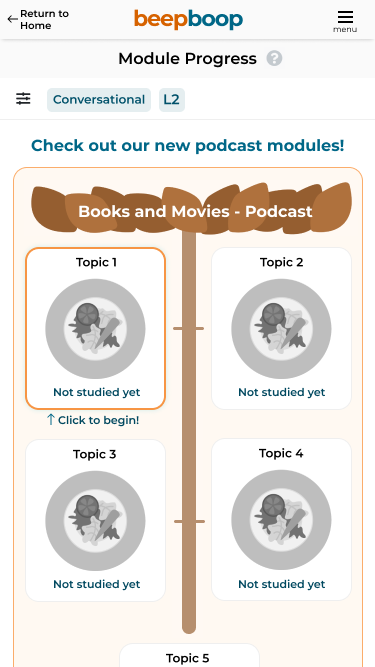 Return to
Home
beepboop
menu
Module Progress ?
Conversational L2
Check out our new podcast modules!
Books and Movies - Podcast
Topic 1
Not studied yet
↑ Click to begin!
Topic 2
Not studied yet
Topic 3
Not studied yet
Topic 4
Not studied yet
Topic 5